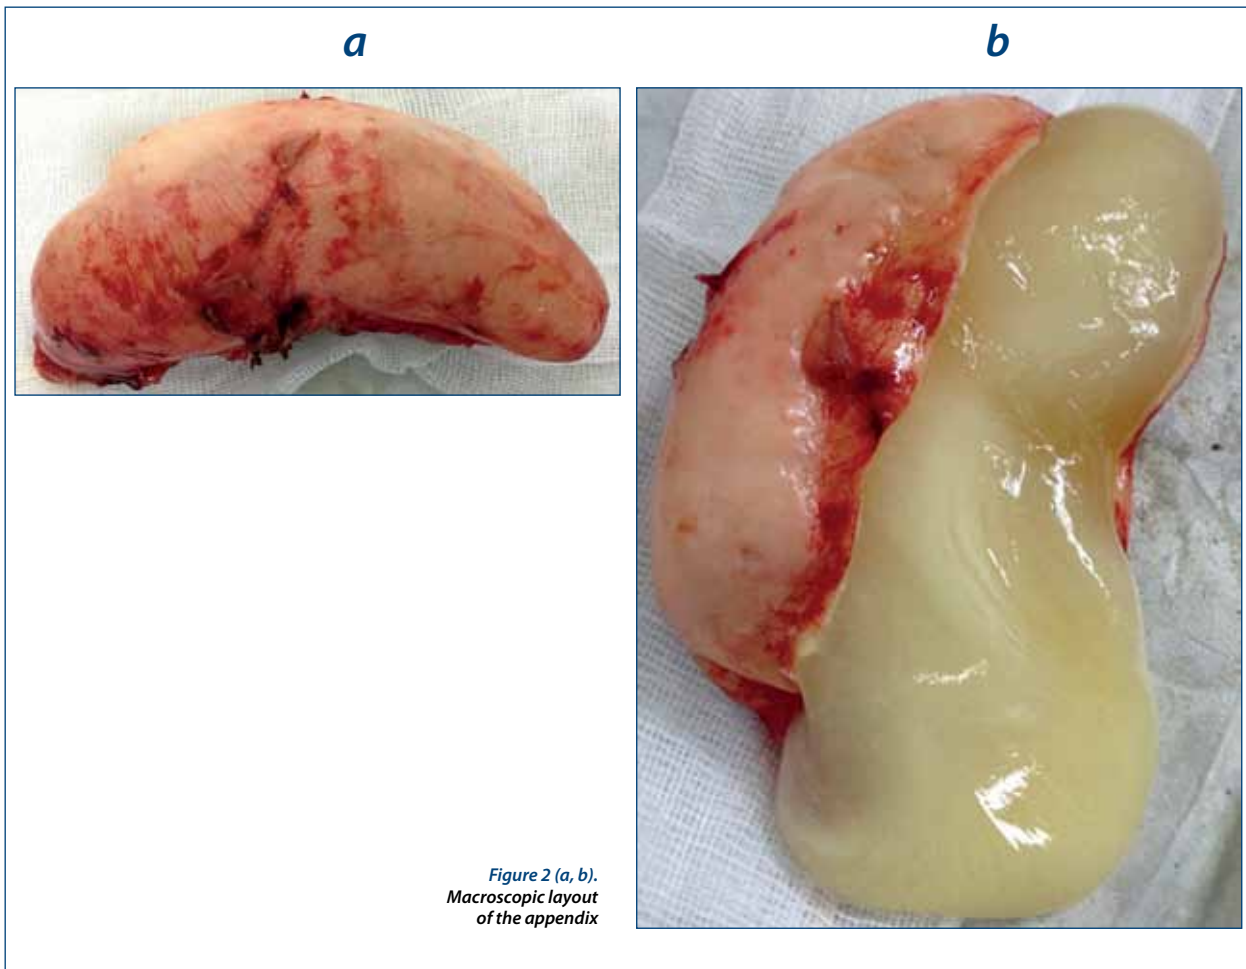 a
b
Figure 2 (a, b).
Macroscopic layout
of the appendix